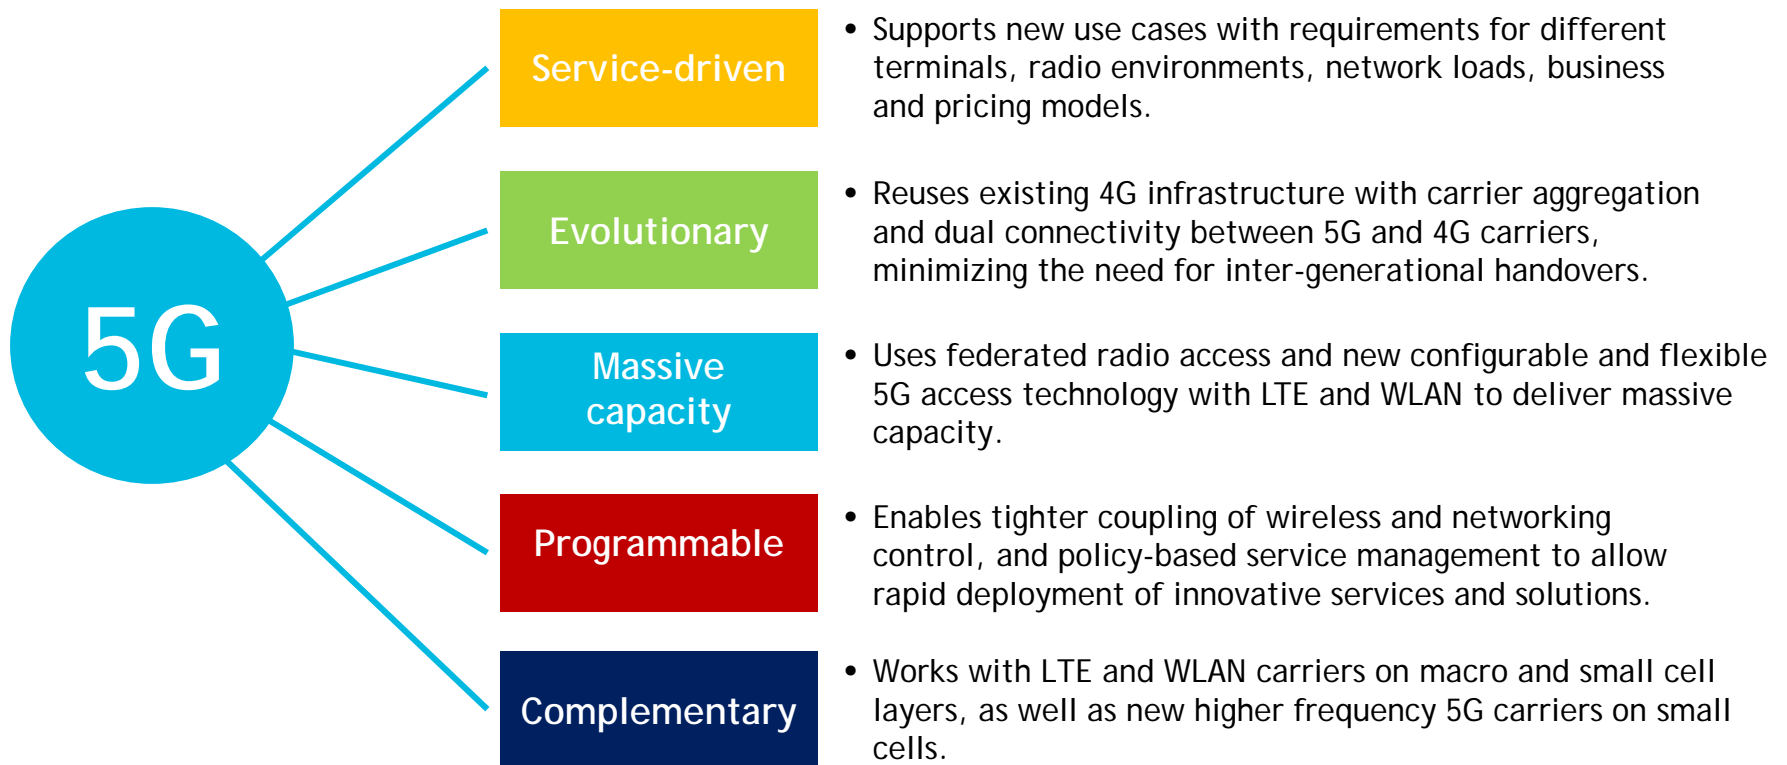 5G
Service-driven
• Supports new use cases with requirements for different
terminals, radio environments, network loads, business
and pricing models.
Evolutionary
• Reuses existing 4G infrastructure with carrier aggregation
and dual connectivity between 5G and 4G carriers,
minimizing the need for inter-generational handovers.
Massive
capacity
• Uses federated radio access and new configurable and flexible
5G access technology with LTE and WLAN to deliver massive
capacity.
Programmable
• Enables tighter coupling of wireless and networking
control, and policy-based service management to allow
rapid deployment of innovative services and solutions.
Complementary
• Works with LTE and WLAN carriers on macro and small cell
layers, as well as new higher frequency 5G carriers on small
cells.